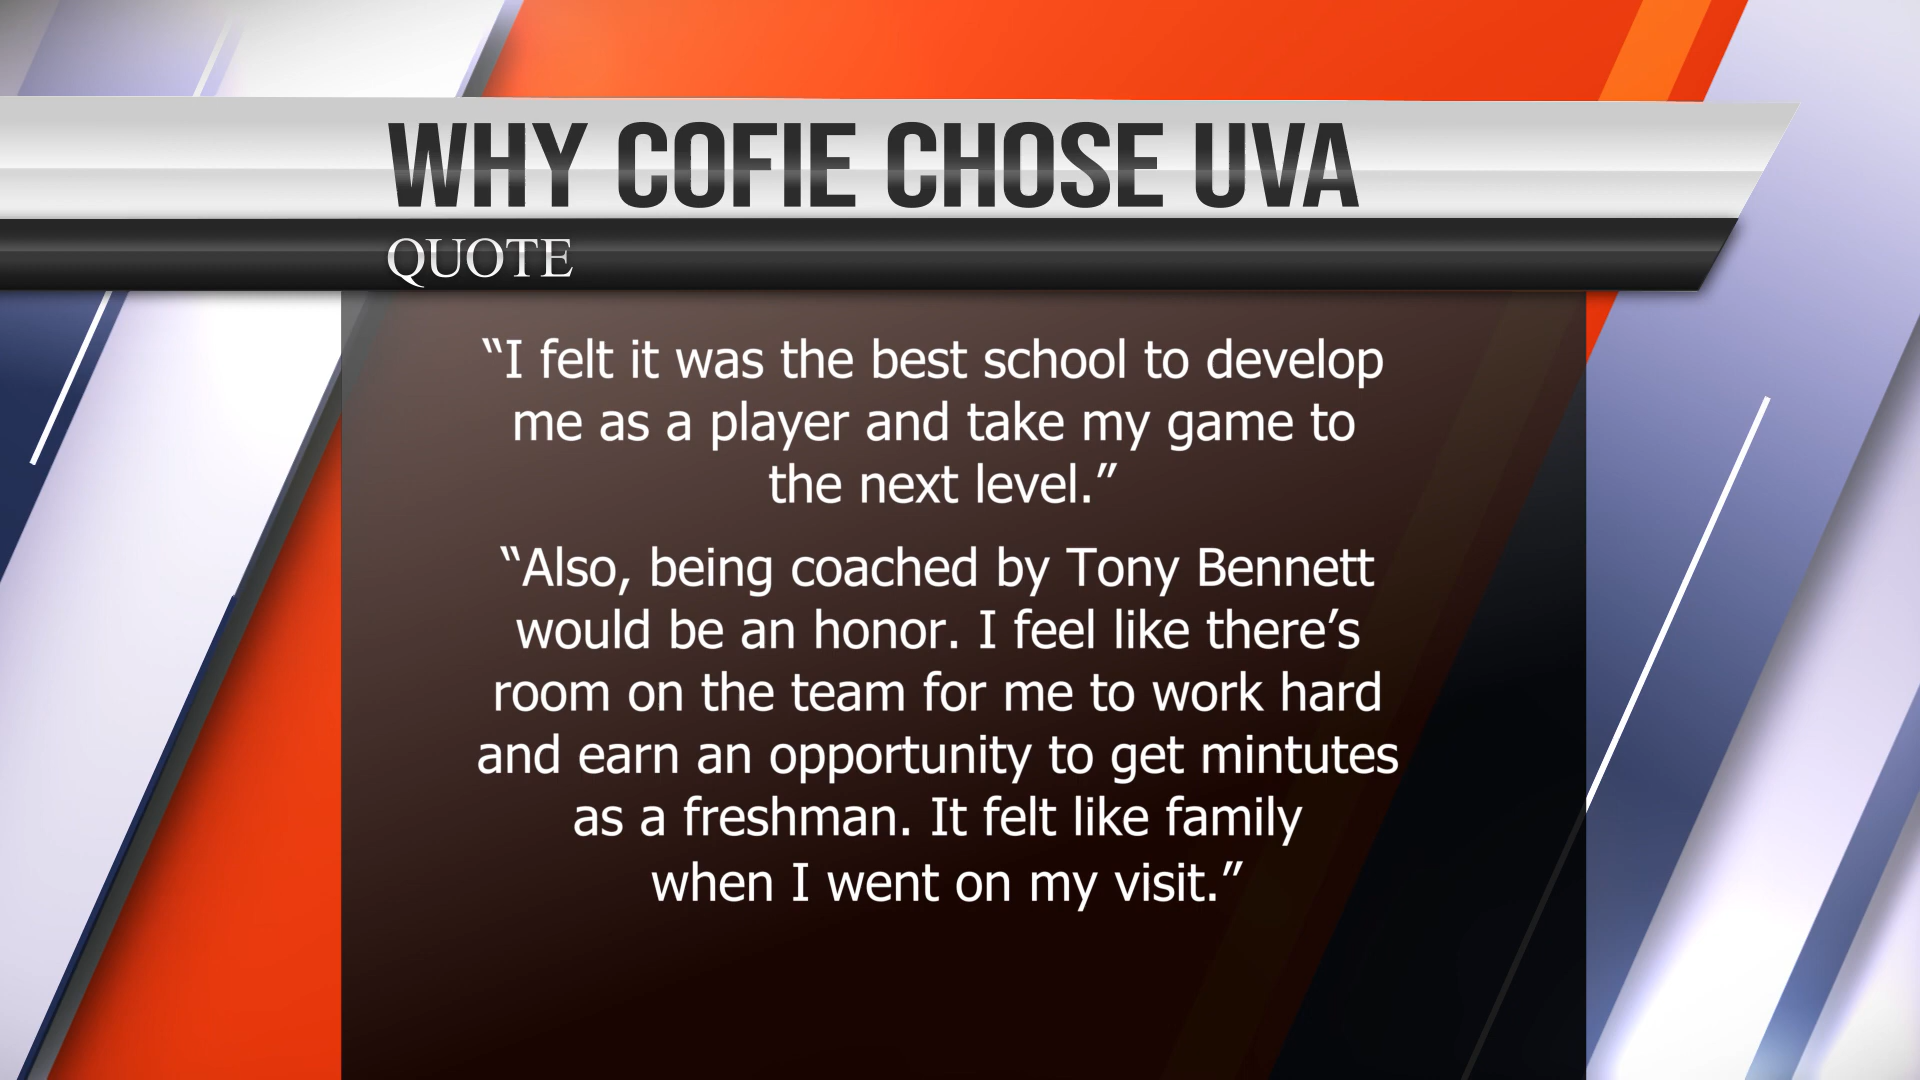 WHY COFIE CHOSE UVA
QUOTE
“I felt it was the best school to develop
me as a player and take my game to
the next level.”
“Also, being coached by Tony Bennett
would be an honor. I feel like there’s
room on the team for me to work hard
and earn an opportunity to get mintutes
as a freshman. It felt like family
when I went on my visit.”